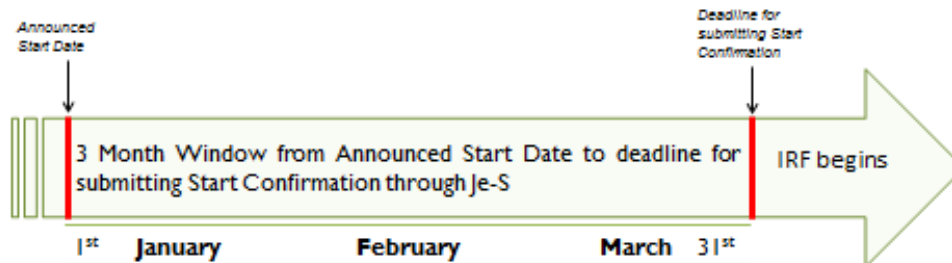 Announced
Start Date
Deadline for
submitting Start
Confirmation
3 Month Window from Announced Start Date to deadline for
submitting Start Confirmation through Je-S
IRF begins
1st January February March 31st